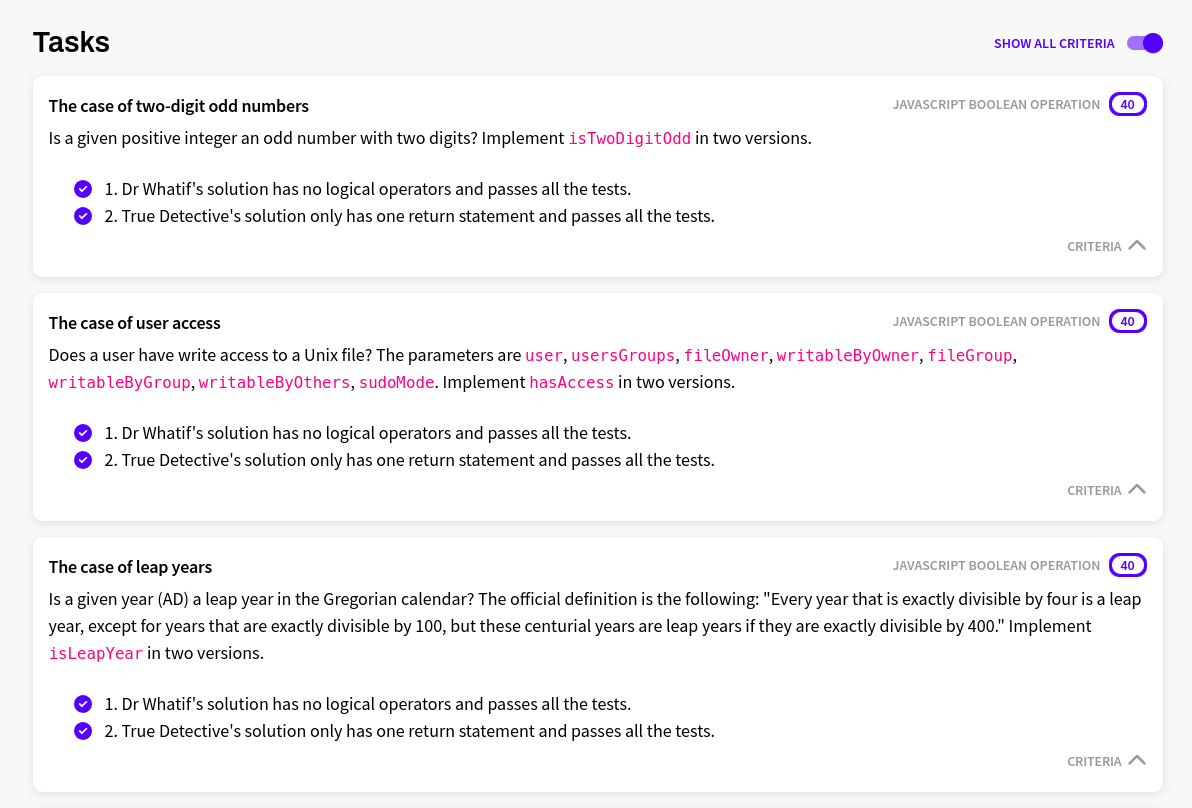 Tasks
SHOW ALL CRITERIA
The case of two-digit odd numbers
JAVASCRIPT BOOLEAN OPERATION 40
Is a given positive integer an odd number with two digits? Implement isTwoDigitOdd in two versions.
1. Dr Whatif's solution has no logical operators and passes all the tests.
2. True Detective's solution only has one return statement and passes all the tests.
CRITERIA
The case of user access
JAVASCRIPT BOOLEAN OPERATION 40
Does a user have write access to a Unix file? The parameters are user, usersGroups, fileOwner, writableByOwner, fileGroup,
writableByGroup, writableByOthers, sudoMode. Implement hasAccess in two versions.
1. Dr Whatif's solution has no logical operators and passes all the tests.
2. True Detective's solution only has one return statement and passes all the tests.
CRITERIA
The case of leap years
JAVASCRIPT BOOLEAN OPERATION 40
Is a given year (AD) a leap year in the Gregorian calendar? The official definition is the following: "Every year that is exactly divisible by four is a leap
year, except for years that are exactly divisible by 100, but these centurial years are leap years if they are exactly divisible by 400." Implement
isLeapYear in two versions.
1. Dr Whatif's solution has no logical operators and passes all the tests.
2. True Detective's solution only has one return statement and passes all the tests.
CRITERIA